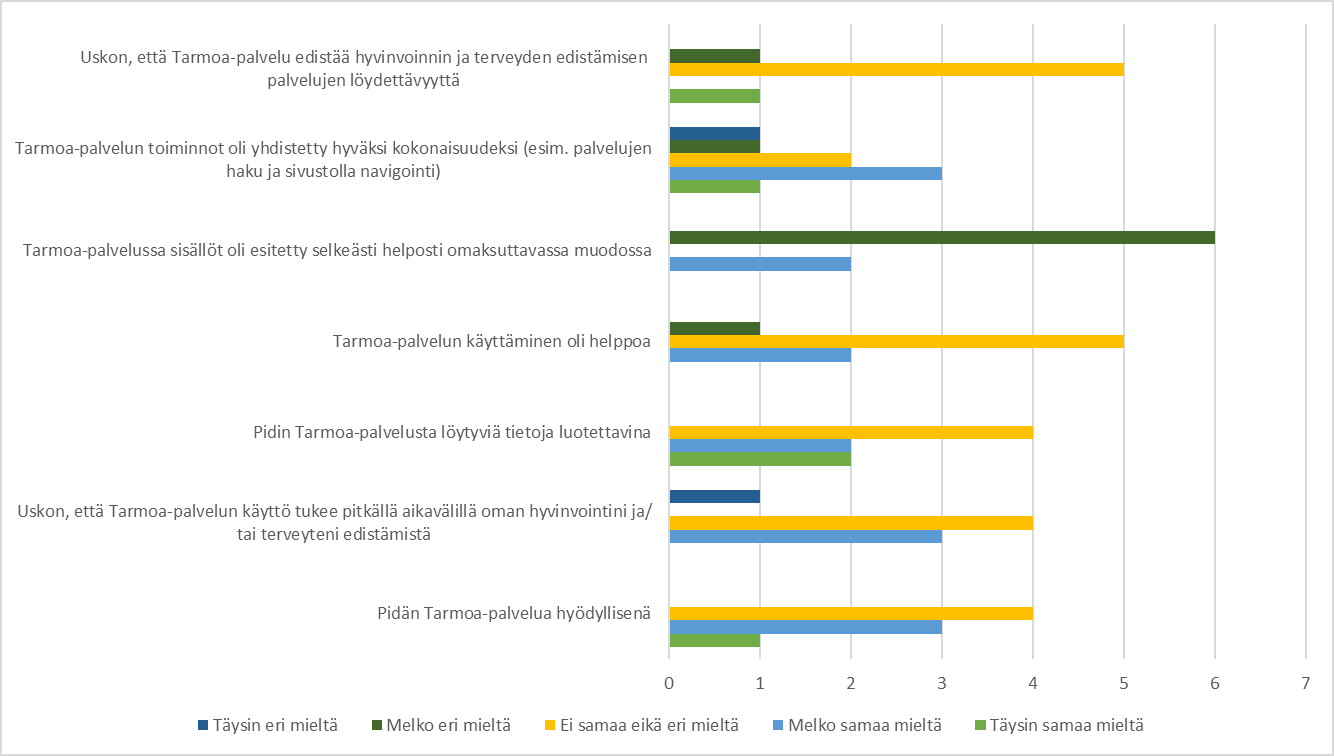 Uskon, että Tarmoa-palvelu edistää hyvinvoinnin ja terveyden edistämisen
palvelujen löydettävyyttä
Tarmoa-palvelun toiminnot oli yhdistetty hyväksi kokonaisuudeksi (esim. palvelujen
haku ja sivustolla navigointi)
Tarmoa-palvelussa sisällöt oli esitetty selkeästi helposti omaksuttavassa muodossa
Tarmoa-palvelun käyttäminen oli helppoa
Pidin Tarmoa-palvelusta löytyviä tietoja luotettavina
Uskon, että Tarmoa-palvelun käyttö tukee pitkällä aikavälillä oman hyvinvointini ja/
tai terveyteni edistämistä
Pidän Tarmoa-palvelua hyödyllisenä
0 1 2 3 4 5 6 7
Täysin eri mieltä Melko eri mieltä Ei samaa eikä eri mieltä Melko samaa mieltä Täysin samaa mieltä